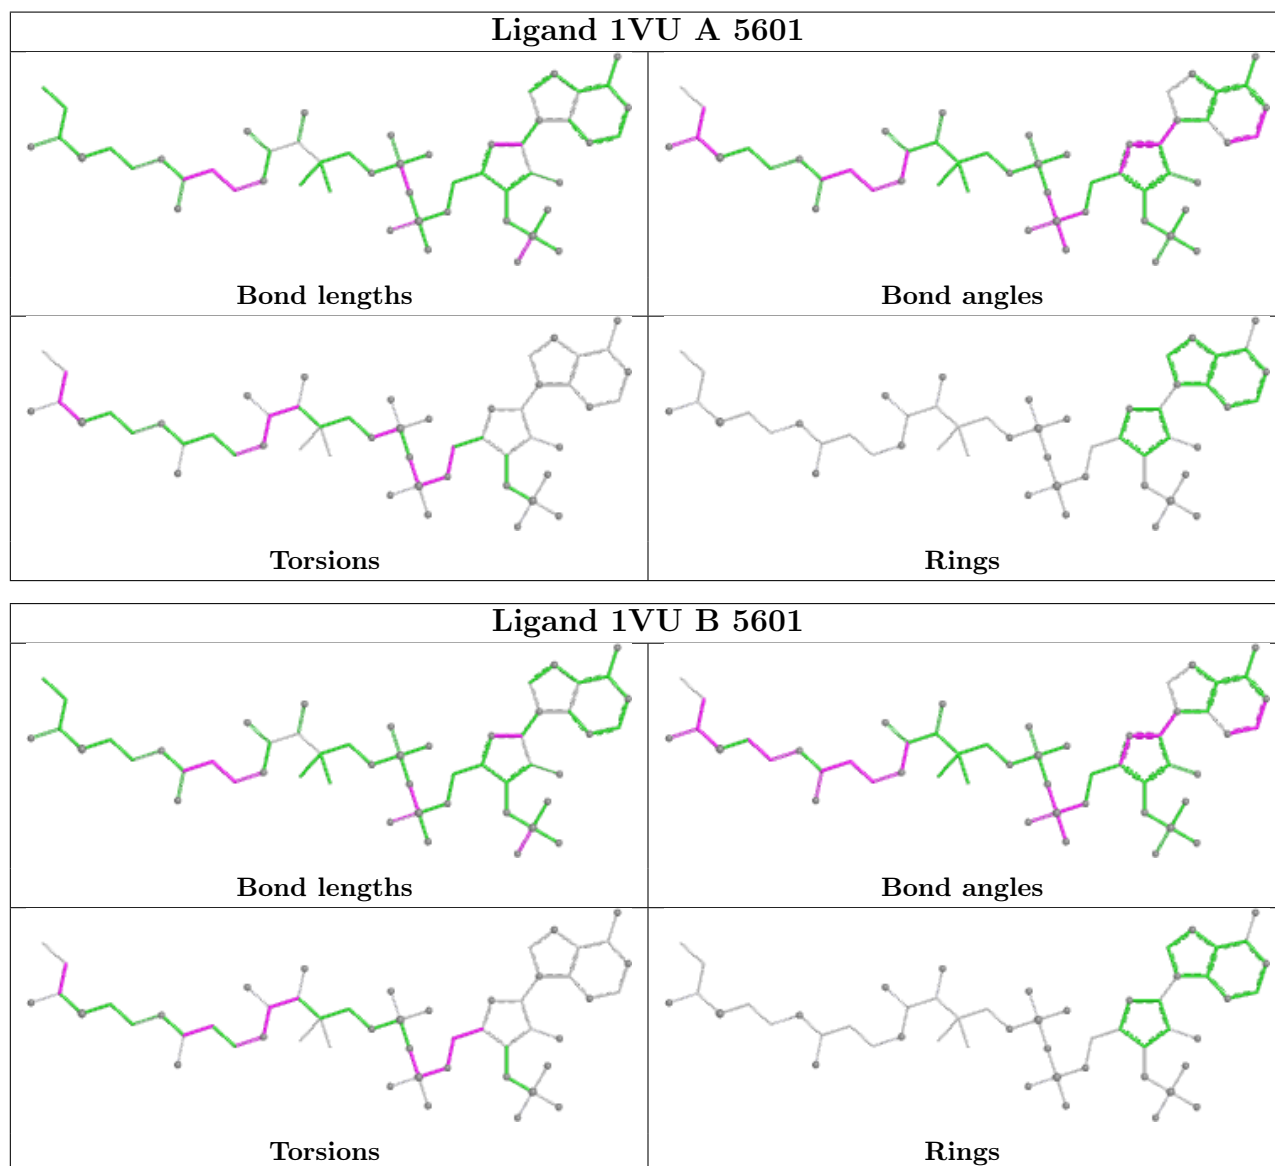 Ligand 1VU A 5601
Bond lengths
Bond angles
Torsions
Rings
Ligand 1VU B 5601
Bond lengths
Bond angles
Torsions
Rings